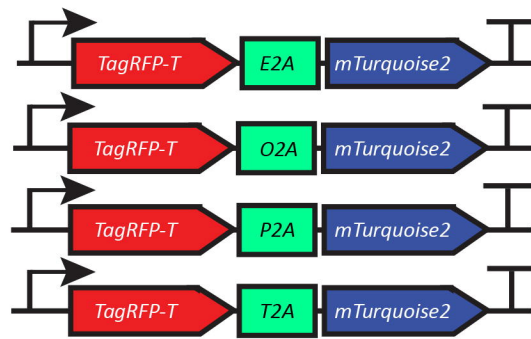 TagRFP-T E2A mTurquoise2
TagRFP-T O2A mTurquoise2
TagRFP-T P2A mTurquoise2
TagRFP-T T2A mTurquoise2